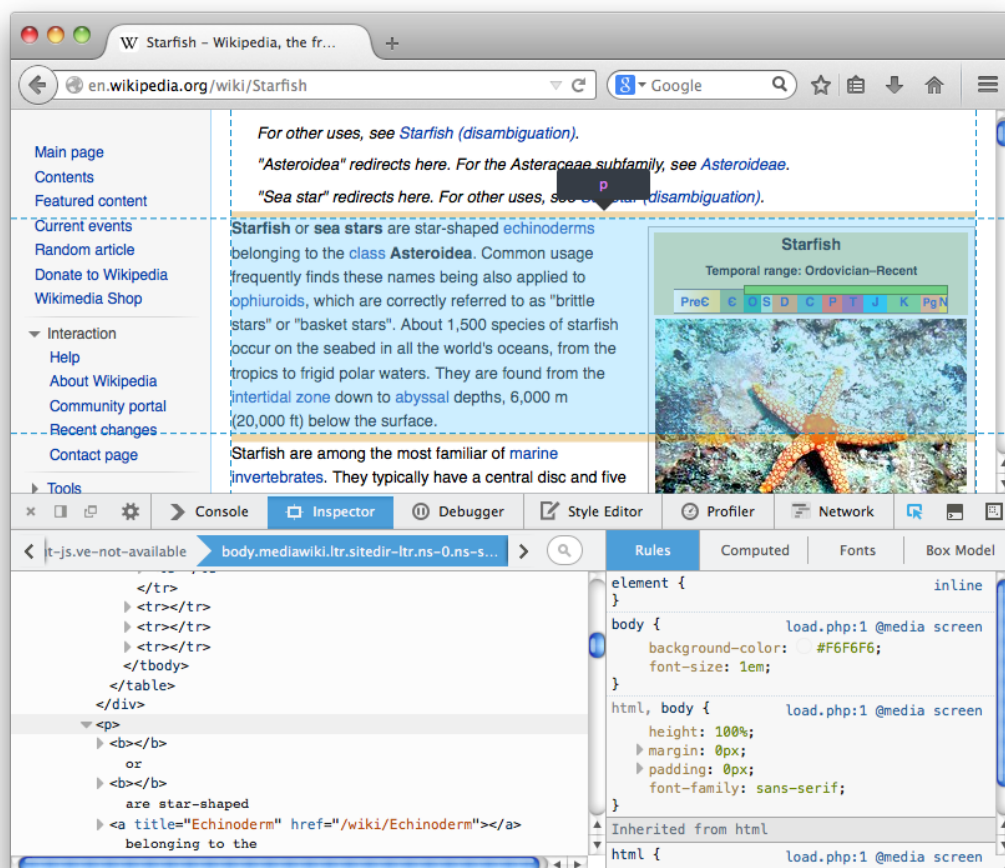 W Starfish – Wikipedia, the fr...
en.wikipedia.org/wiki/Starfish
8 Google
Main page
Contents
Featured content
Current events
Random article
Donate to Wikipedia
Wikimedia Shop
Interaction
Help
About Wikipedia
Community portal
Recent changes
Contact page
Tools
For other uses, see Starfish (disambiguation).
"Asteroidea" redirects here. For the Asteraceae subfamily, see Asteroideae.
"Sea star" redirects here. For other uses, see (disambiguation).
p
Starfish or sea stars are star-shaped echinoderms
belonging to the class Asteroidea. Common usage
frequently finds these names being also applied to
ophiuroids, which are correctly referred to as "brittle
stars" or "basket stars". About 1,500 species of starfish
occur on the seabed in all the world's oceans, from the
tropics to frigid polar waters. They are found from the
intertidal zone down to abyssal depths, 6,000 m
(20,000 ft) below the surface.
Starfish are among the most familiar of marine
invertebrates. They typically have a central disc and five
Starfish
Temporal range: Ordovician–Recent
PreЄ Є O S D C P T J K Pg N
Console
Inspector
Debugger
Style Editor
Profiler
Network
t-js.ve-not-available
body.mediawiki.ltr.sitedir-ltr.ns-0.ns-s...
Rules
Computed
Fonts
Box Model
</tr>
<tr></tr>
<tr></tr>
<tr></tr>
</tbody>
</table>
</div>
<p>
<b></b>
or
<b></b>
are star-shaped
<a title="Echinoderm" href="/wiki/Echinoderm"></a>
belonging to the
element { inline
}
body { load.php:1 @media screen
background-color: #F6F6F6;
font-size: 1em;
}
html, body { load.php:1 @media screen
height: 100%;
margin: 0px;
padding: 0px;
font-family: sans-serif;
}
Inherited from html
html { load.php:1 @media screen